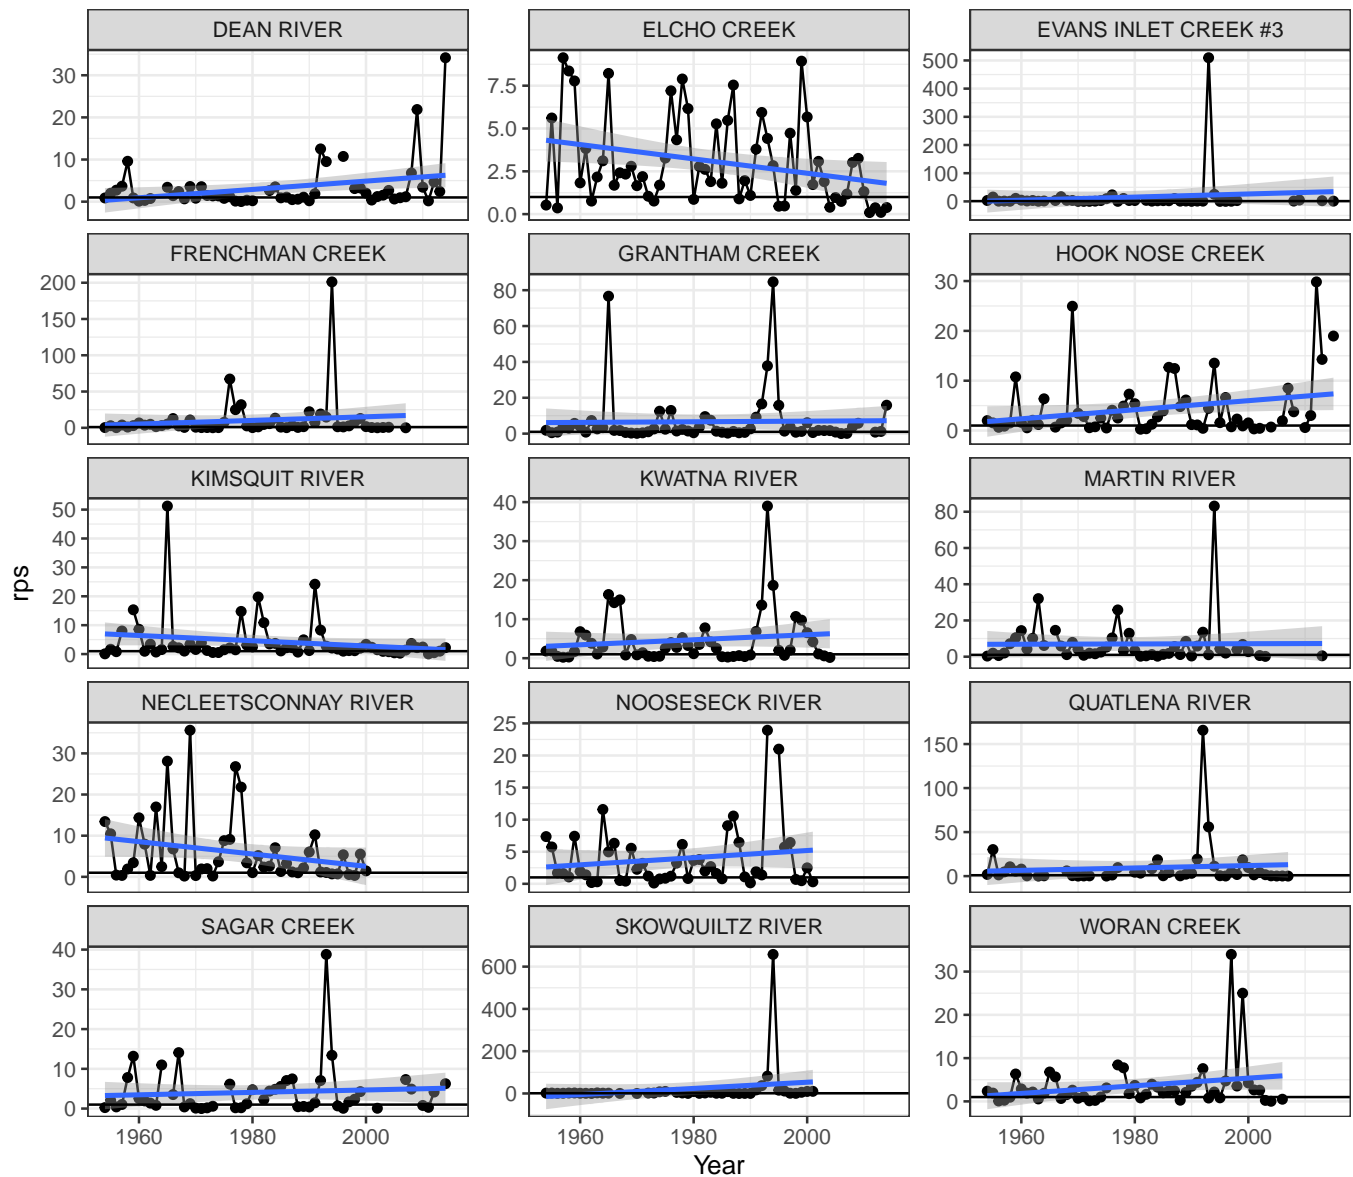 DEAN RIVER ELCHO CREEK EVANS INLET CREEK #3
30 20 10 0
7.5 5.0 2.5 0.0
500 400 300 200 100 0
FRENCHMAN CREEK GRANTHAM CREEK HOOK NOSE CREEK
200 150 100 50 0
80 60 40 20 0
30 20 10 0
KIMSQUIT RIVER KWATNA RIVER MARTIN RIVER
50 40 30 20 10 0
40 30 20 10 0
80 60 40 20 0
rps
NECLEETSCONNAY RIVER NOOSESECK RIVER QUATLENA RIVER
30 20 10 0
25 20 15 10 5 0
150 100 50 0
SAGAR CREEK SKOWQUILTZ RIVER WORAN CREEK
40 30 20 10 0
600 400 200 0
30 20 10 0
1960 1980 2000 1960 1980 2000 1960 1980 2000
Year